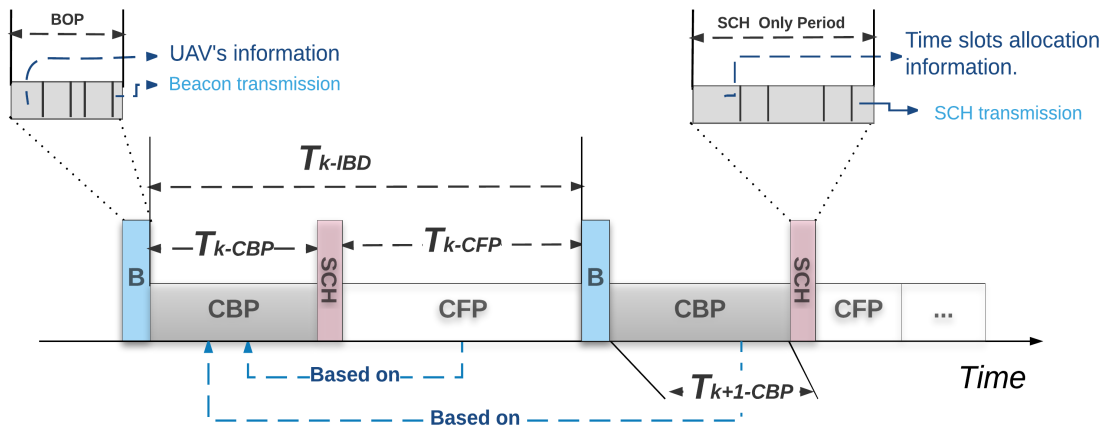 BOP
UAV's information
Beacon transmission
SCH Only Period
Time slots allocation
information.
SCH transmission
Tk-IBD
Tk-CBP
Tk-CFP
B
SCH
CBP
CFP
B
CBP
SCH
CFP
...
Based on
Tk+1-CBP
Time
Based on